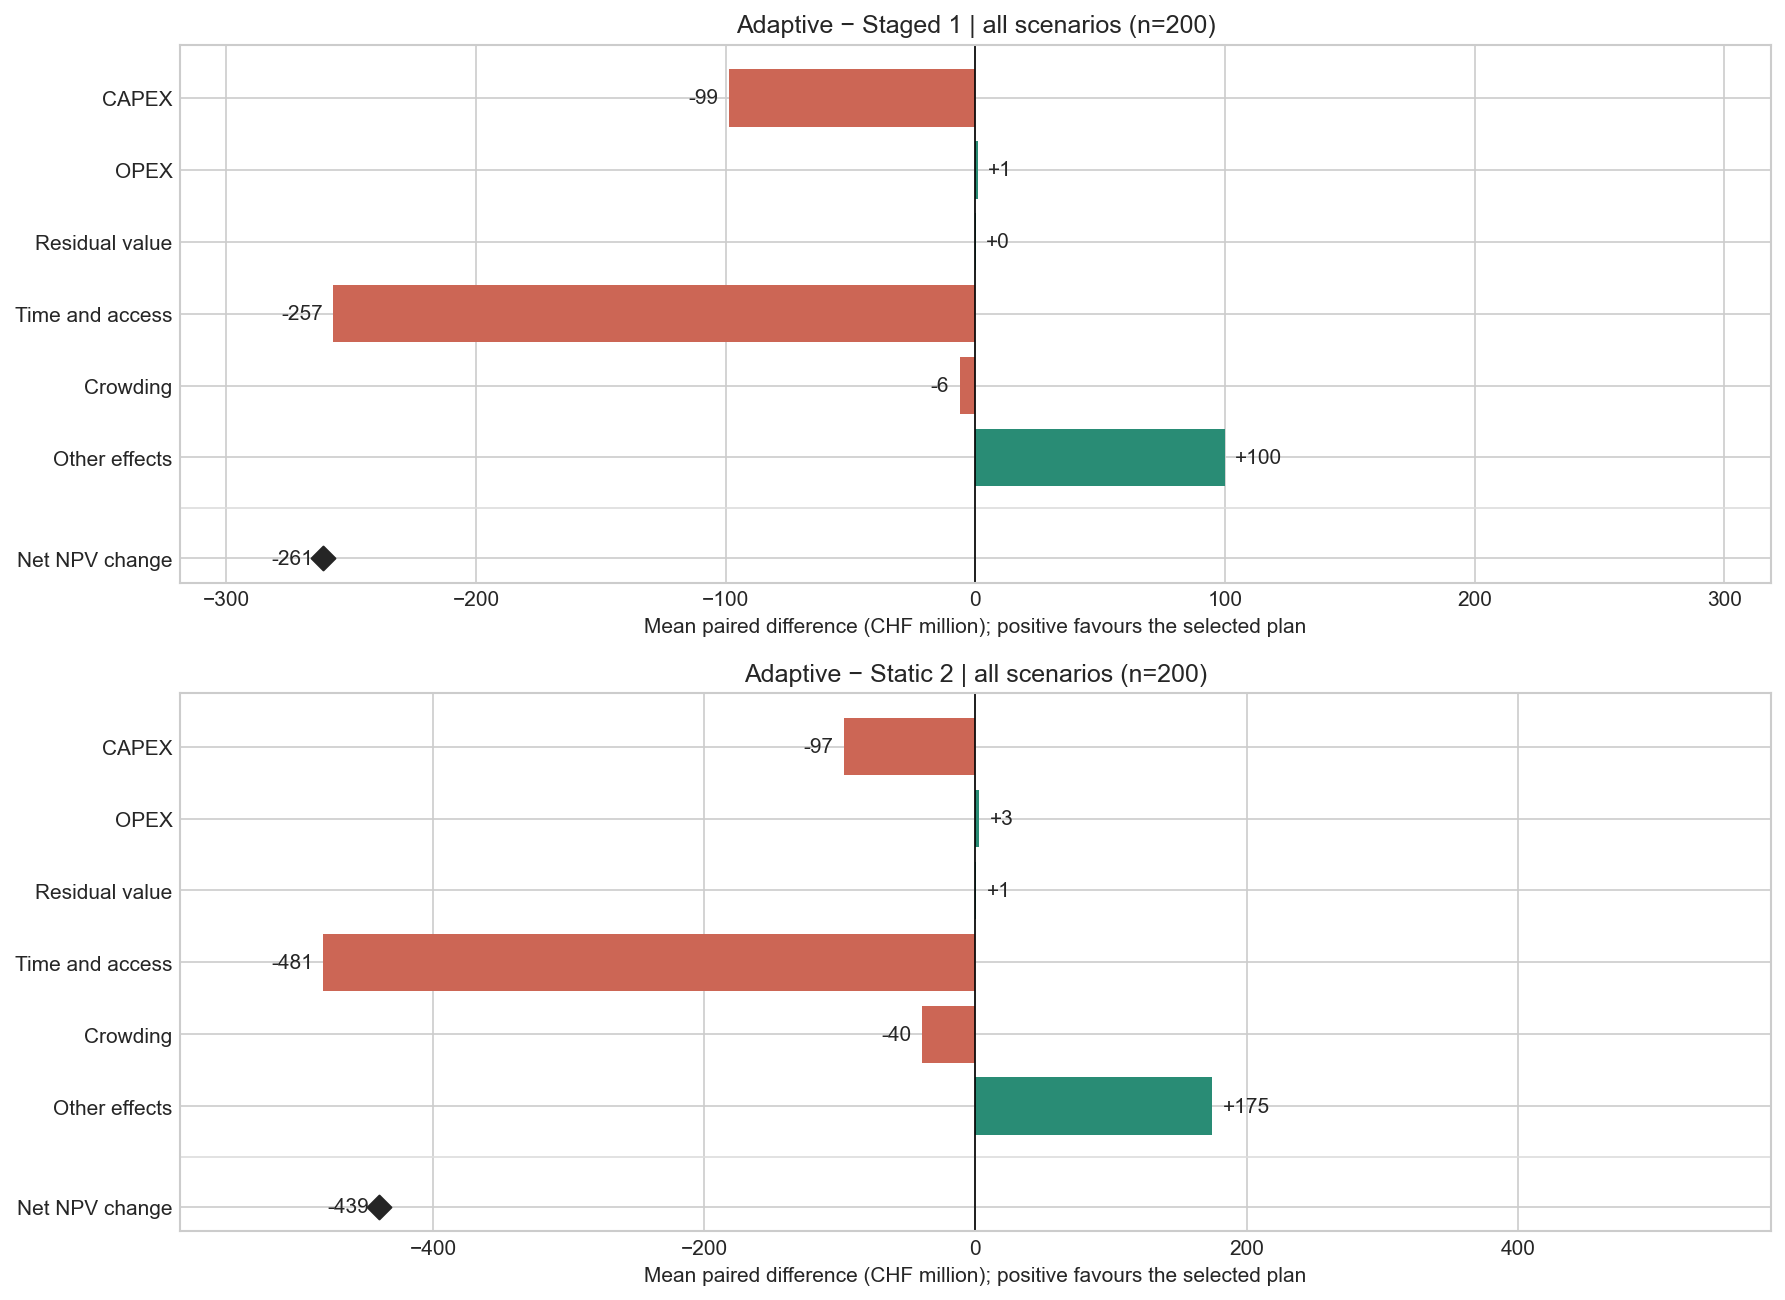 Adaptive − Staged 1 | all scenarios (n=200)
CAPEX
-99
OPEX
+1
Residual value
+0
Time and access
-257
Crowding
-6
Other effects
+100
Net NPV change
-261
−300 −200 −100 0 100 200 300
Mean paired difference (CHF million); positive favours the selected plan
Adaptive − Static 2 | all scenarios (n=200)
CAPEX
-97
OPEX
+3
Residual value
+1
Time and access
-481
Crowding
-40
Other effects
+175
Net NPV change
-439
−400 −200 0 200 400
Mean paired difference (CHF million); positive favours the selected plan